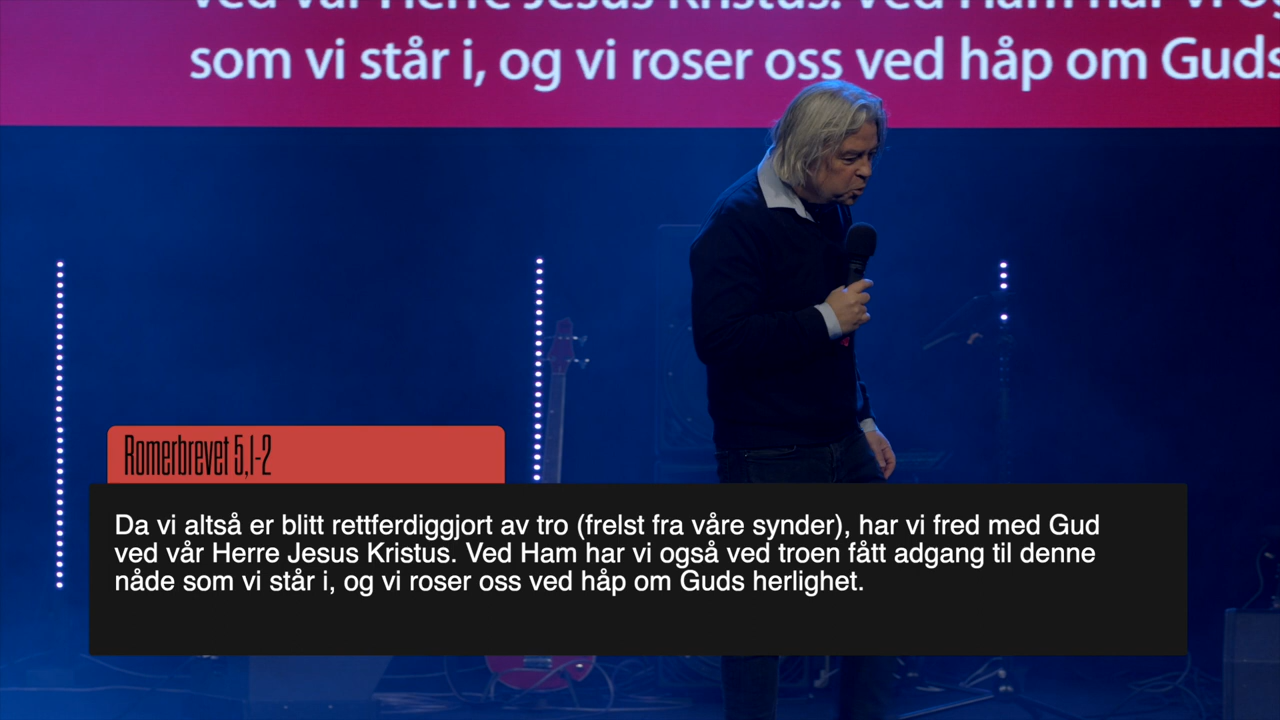 som vi står i, og vi roser oss ved håp om Guds
Romerbrevet 5,1-2
Da vi altså er blitt rettferdiggjort av tro (frelst fra våre synder), har vi fred med Gud
ved vår Herre Jesus Kristus. Ved Ham har vi også ved troen fått adgang til denne
nåde som vi står i, og vi roser oss ved håp om Guds herlighet.